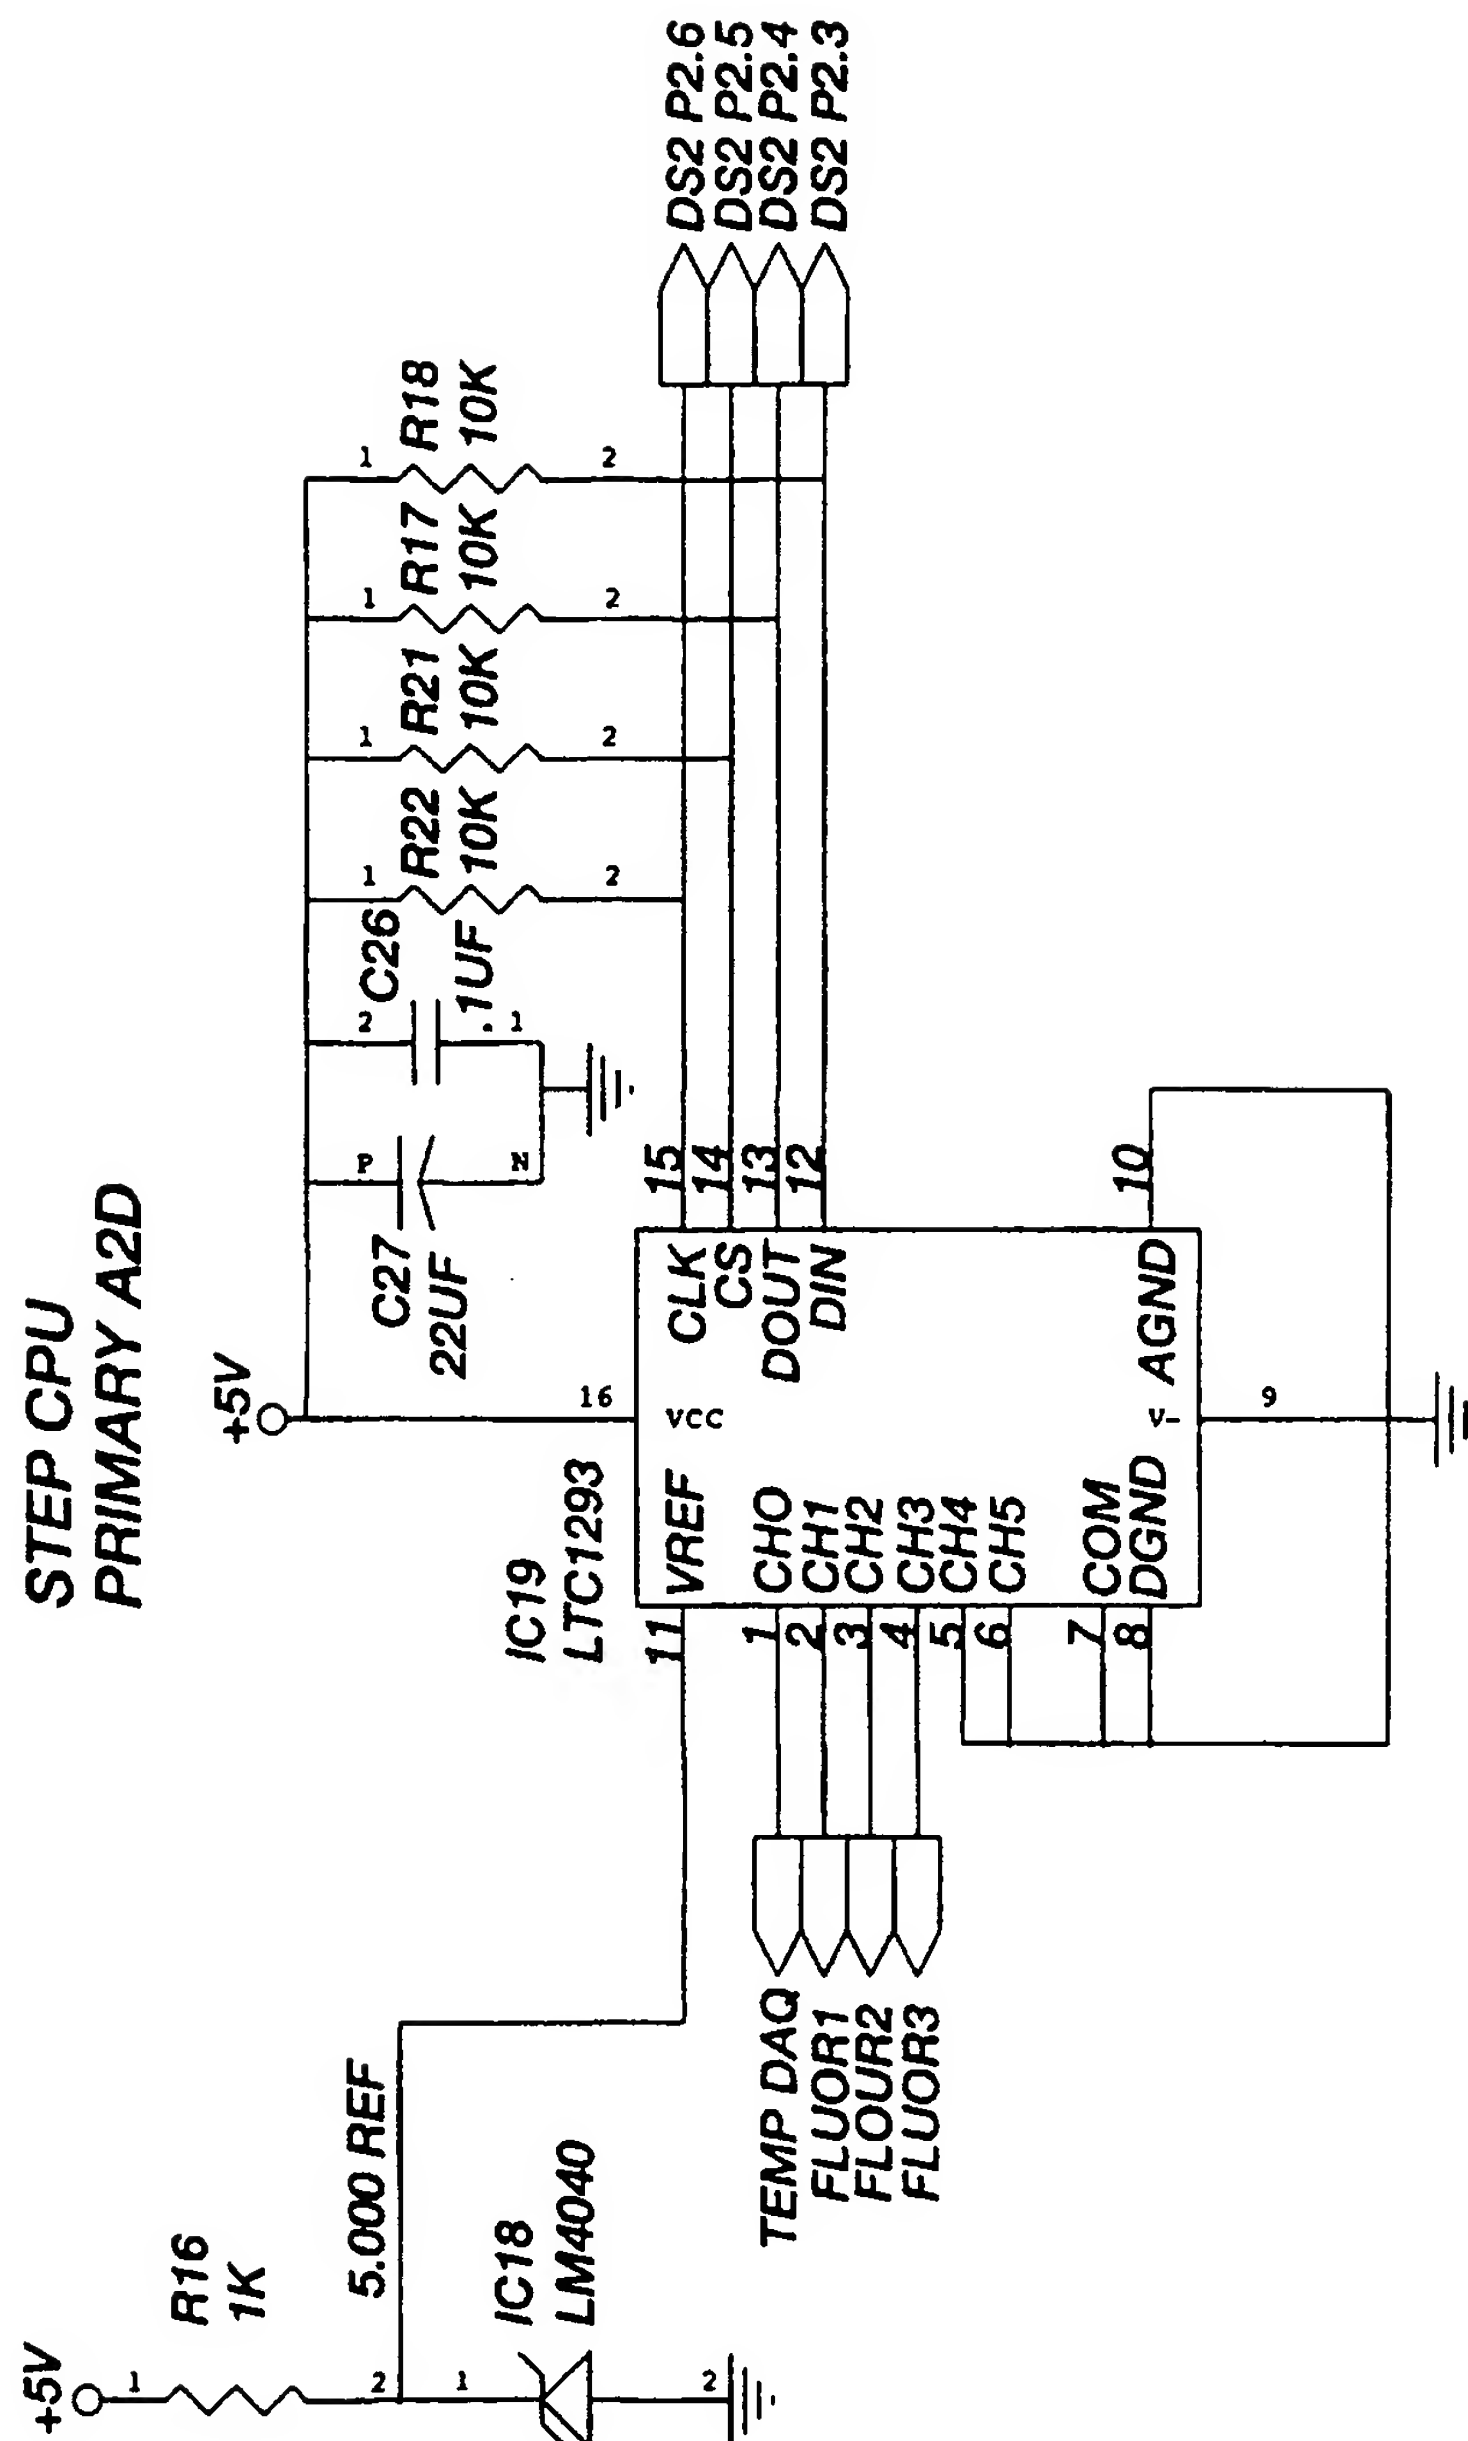 STEP CPU
PRIMARY A2D
+5V
R16
1K
1
2
5.000 REF
1
IC18
LM4040
2
+5V
16
IC19
LTC1293
11
VREF
VCC
CLK
15
CS
14
DOUT
13
DIN
12
1
CHO
2
CH1
3
CH2
4
CH3
5
CH4
6
CH5
7
COM
8
DGND
V-
9
AGND
10
TEMP DAQ
FLUOR1
FLOUR2
FLUOR3
C27
22UF
P
N
C26
.1UF
2
1
R22
10K
1
2
R21
10K
1
2
R17
10K
1
2
R18
10K
1
2
DS2 P2.6
DS2 P2.5
DS2 P2.4
DS2 P2.3